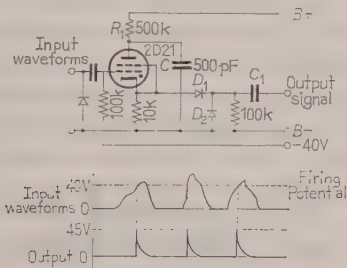 B+
R₁ 500k
Input
waveforms
2D21
C 500pF
D₁
C₁
Output
signal
100k
10k
D₂
100k
B−
−40V
40V
Firing
Potential
Input
waveforms 0
45V
Output 0